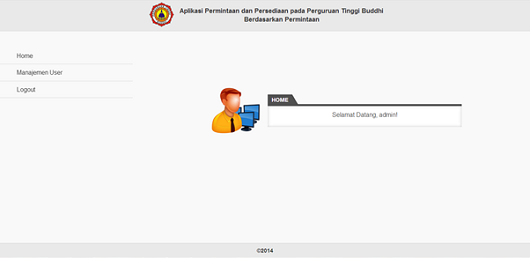 Aplikasi Permintaan dan Persediaan pada Perguruan Tinggi Buddhi
Berdasarkan Permintaan
Home
Manajemen User
Logout
HOME
Selamat Datang, admin!
©2014